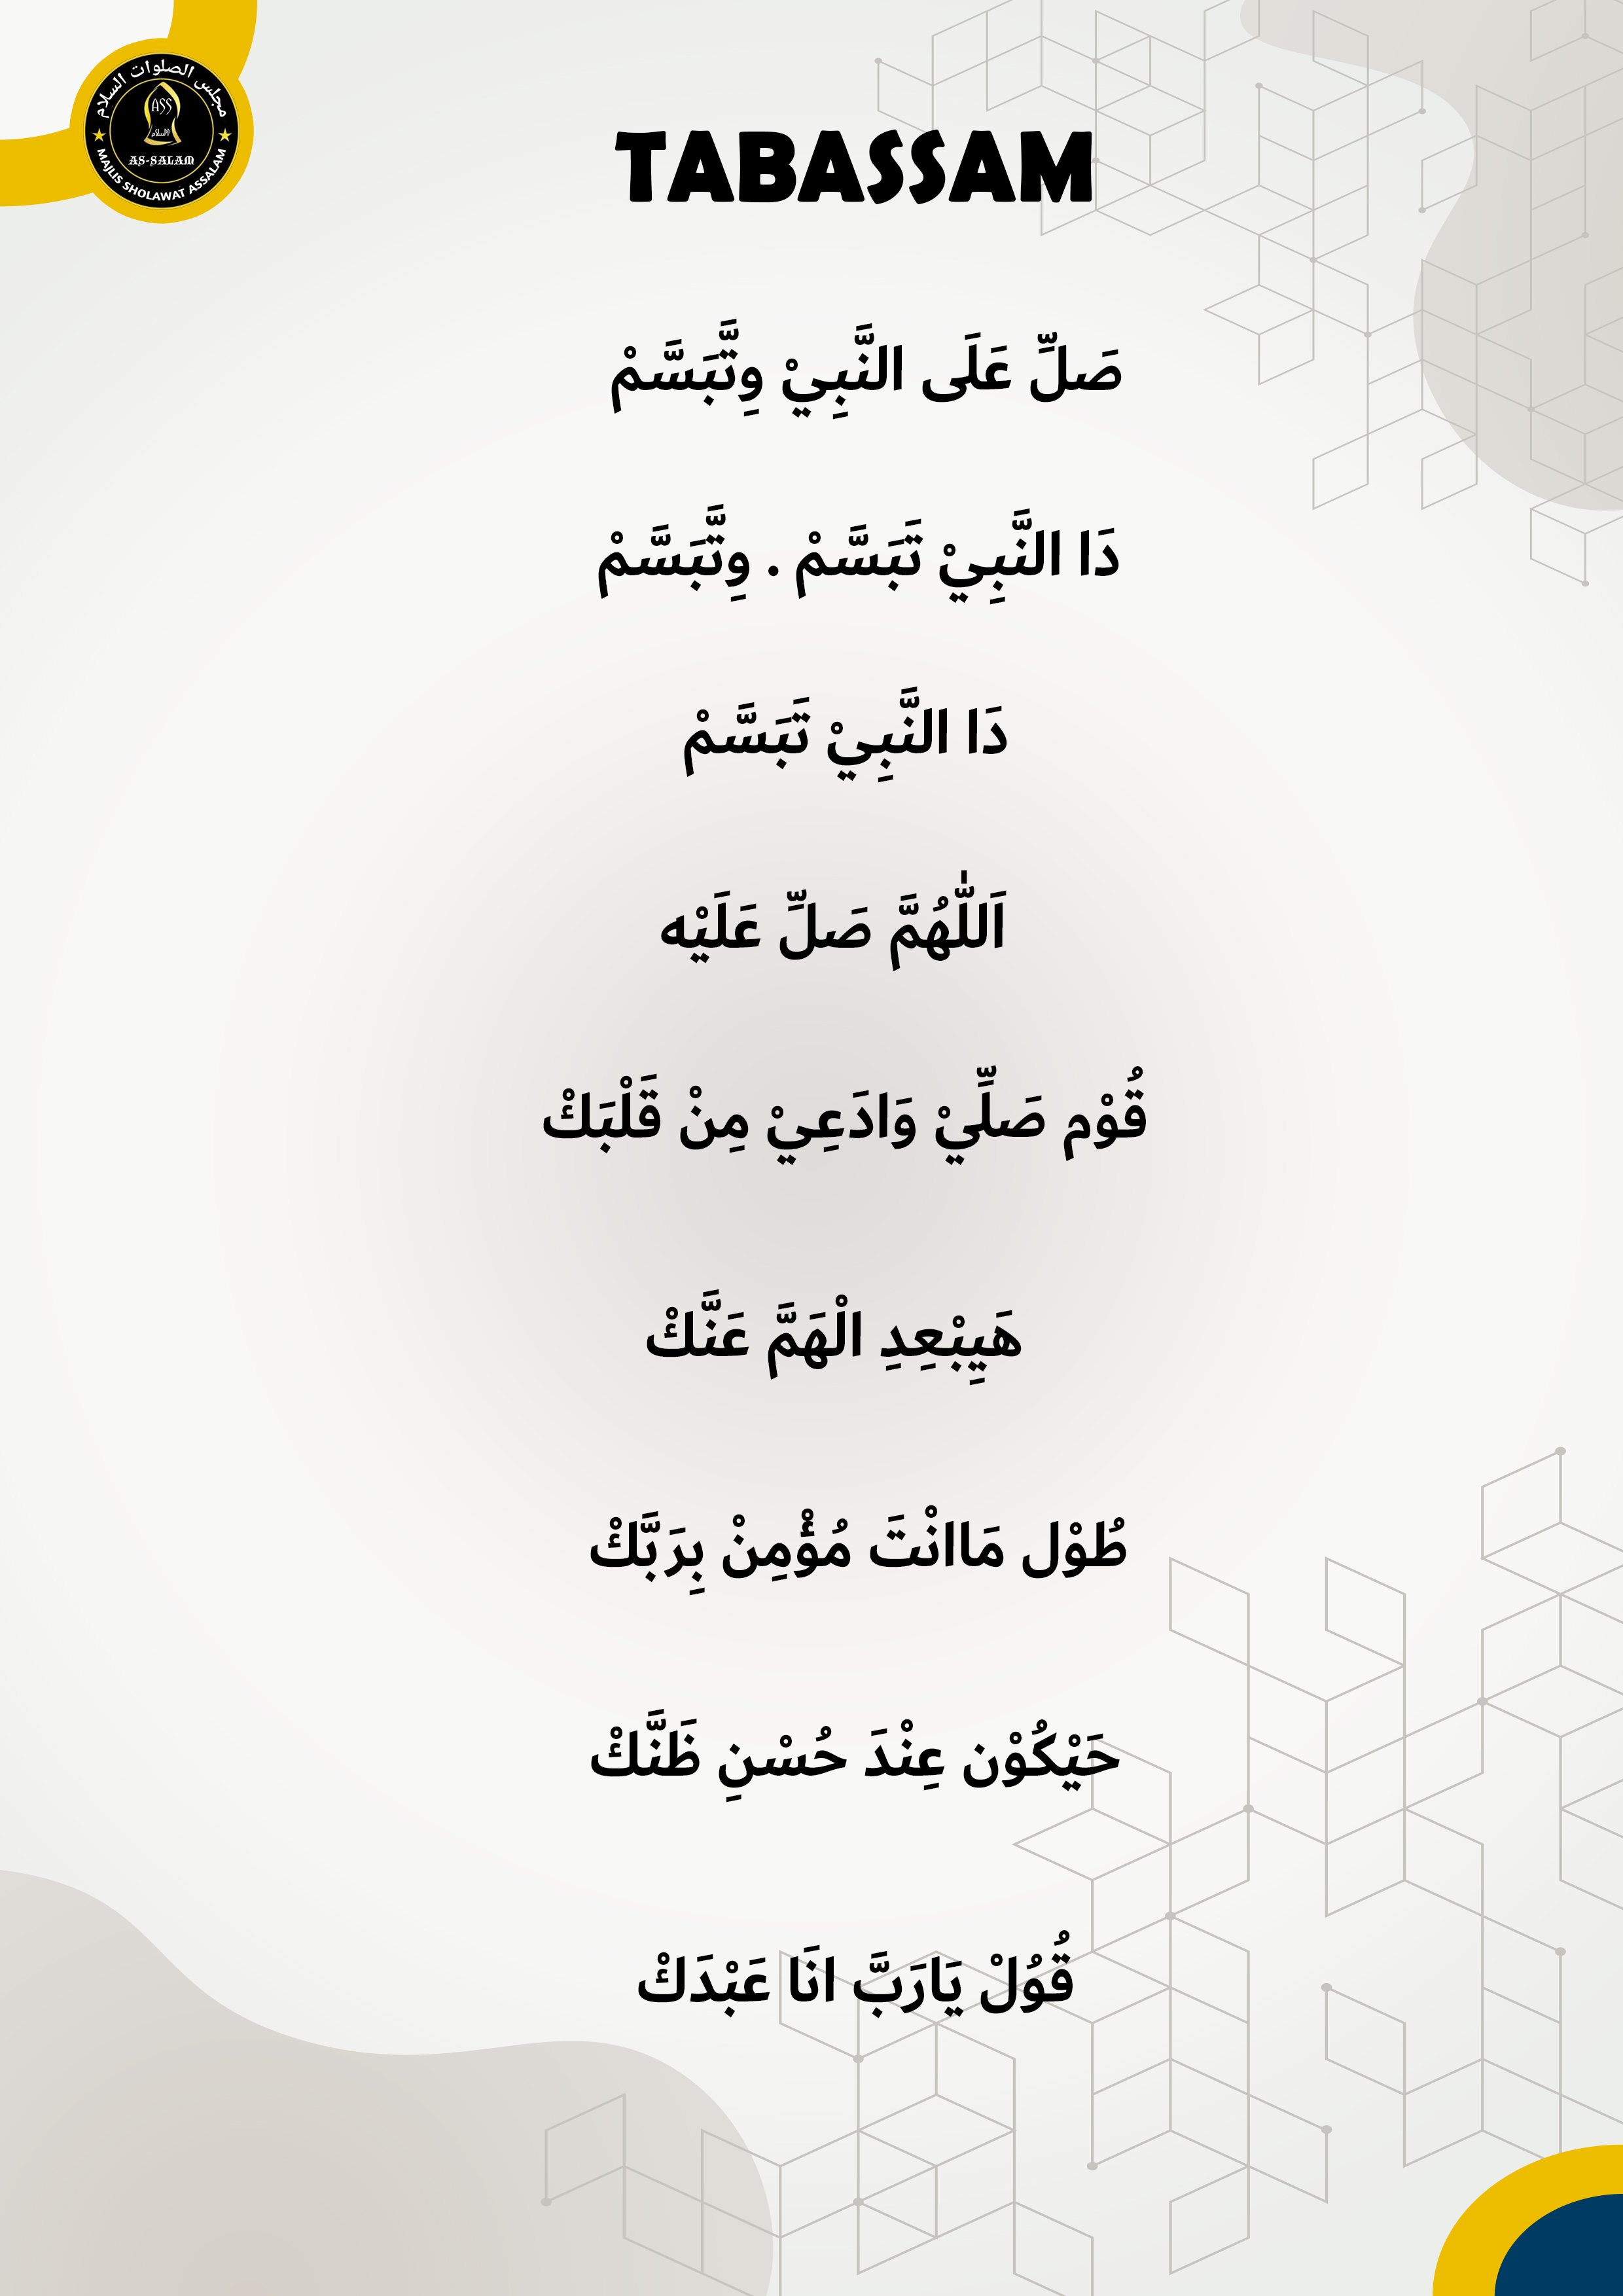 مجلس الصلوات السلام
ASS
السلام
AS-SALAM
MAJLIS SHOLAWAT ASSALAM
TABASSAM
صَلِّ عَلَى النَّبِيْ وِتَّبَسَّمْ
دَا النَّبِيْ تَبَسَّمْ . وِتَّبَسَّمْ
دَا النَّبِيْ تَبَسَّمْ
اَللّٰهُمَّ صَلِّ عَلَيْه
قُوْم صَلِّيْ وَادَعِيْ مِنْ قَلْبَكْ
هَيِبْعِدِ الْهَمَّ عَنَّكْ
طُوْل مَاانْتَ مُؤْمِنْ بِرَبَّكْ
حَيْكُوْن عِنْدَ حُسْنِ ظَنَّكْ
قُوُلْ يَارَبَّ انَا عَبْدَكْ